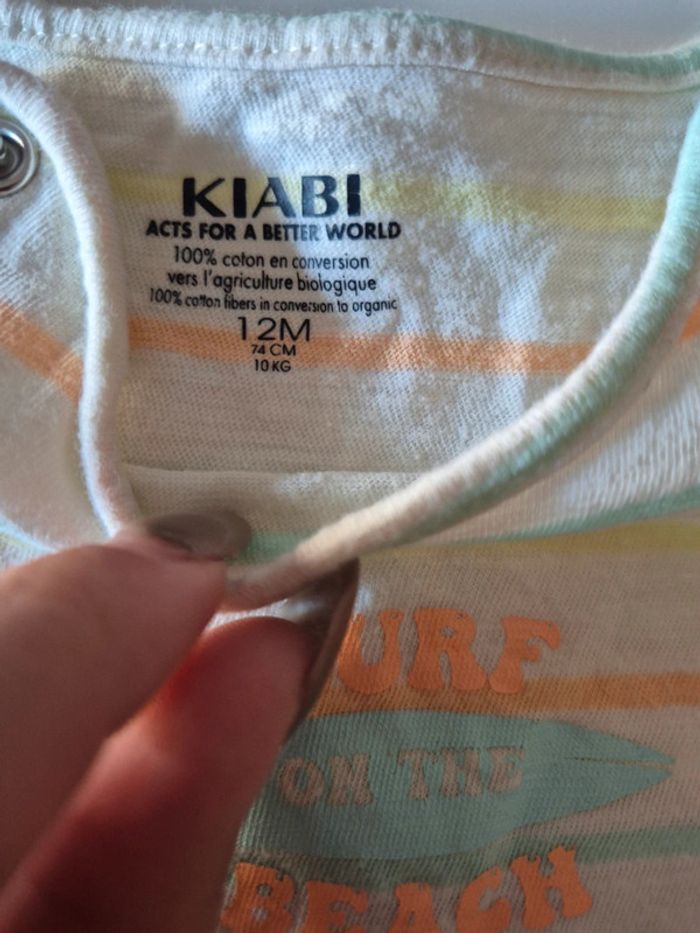 KIABI
ACTS FOR A BETTER WORLD
100% coton en conversion
vers l'agriculture biologique
100% cotton fibers in conversion to organic
12M
74 CM
10 KG
URF
ON THE
BEACH